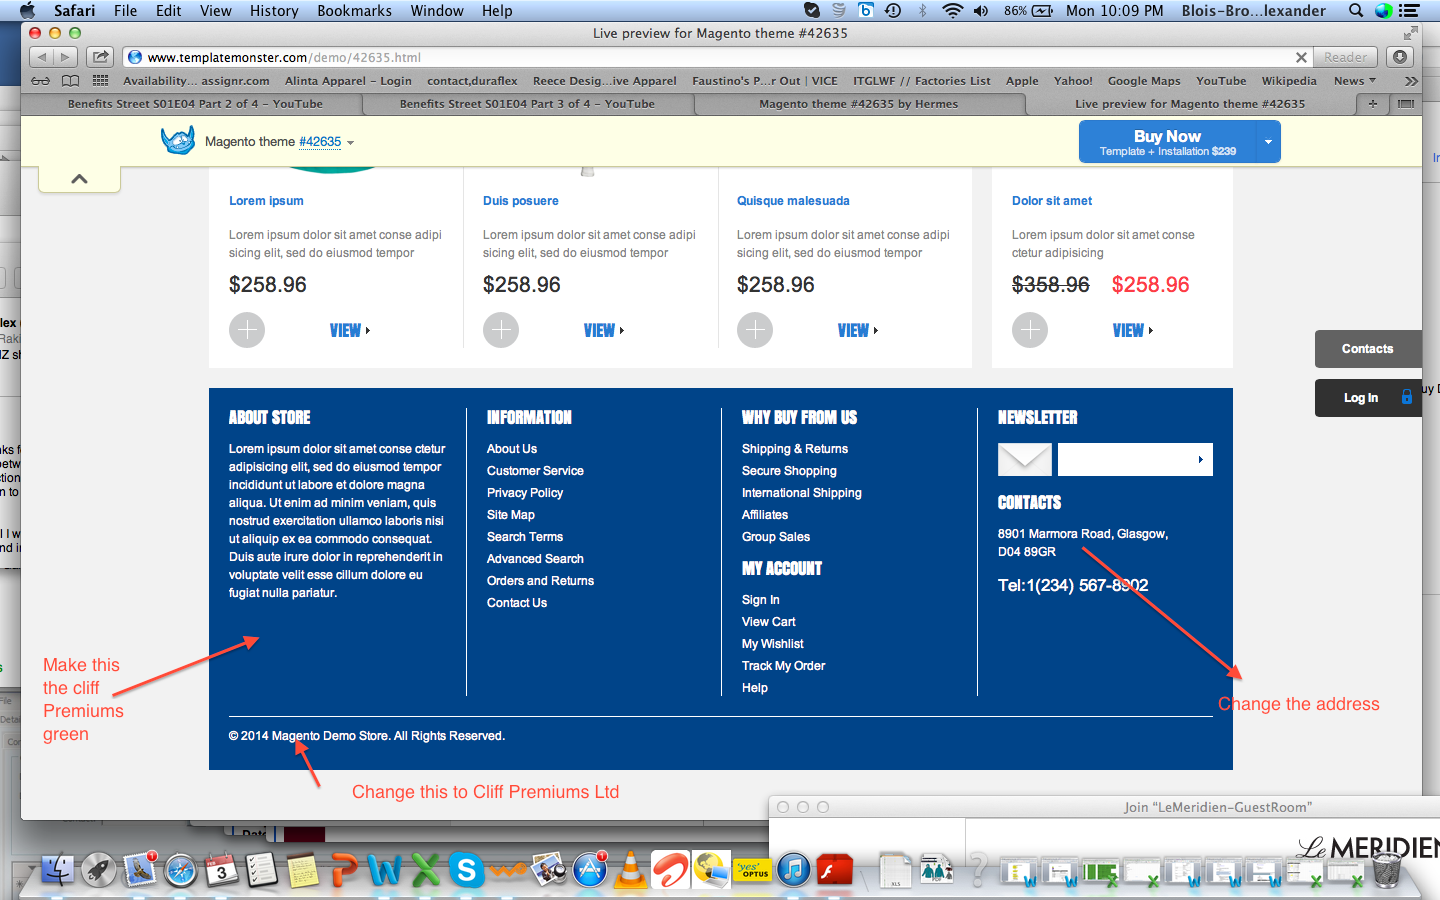 Safari File Edit View History Bookmarks Window Help
86% Mon 10:09 PM Blois-Bro...lexander
Live preview for Magento theme #42635
www.templatemonster.com/demo/42635.html
Reader
Availability... assignr.com Alinta Apparel – Login contact,duraflex Reece Desig...ive Apparel Faustino's P...r Out | VICE ITGLWF // Factories List Apple Yahoo! Google Maps YouTube Wikipedia News
Benefits Street S01E04 Part 2 of 4 – YouTube
Benefits Street S01E04 Part 3 of 4 – YouTube
Magento theme #42635 by Hermes
Live preview for Magento theme #42635
Magento theme #42635
Buy Now
Template + Installation $239
Lorem ipsum
Lorem ipsum dolor sit amet conse adipi
sicing elit, sed do eiusmod tempor
$258.96
VIEW
Duis posuere
Lorem ipsum dolor sit amet conse adipi
sicing elit, sed do eiusmod tempor
$258.96
VIEW
Quisque malesuada
Lorem ipsum dolor sit amet conse adipi
sicing elit, sed do eiusmod tempor
$258.96
VIEW
Dolor sit amet
Lorem ipsum dolor sit amet conse
ctetur adipisicing
$358.96 $258.96
VIEW
Contacts
Log In
ABOUT STORE
Lorem ipsum dolor sit amet conse ctetur
adipisicing elit, sed do eiusmod tempor
incididunt ut labore et dolore magna
aliqua. Ut enim ad minim veniam, quis
nostrud exercitation ullamco laboris nisi
ut aliquip ex ea commodo consequat.
Duis aute irure dolor in reprehenderit in
voluptate velit esse cillum dolore eu
fugiat nulla pariatur.
INFORMATION
About Us
Customer Service
Privacy Policy
Site Map
Search Terms
Advanced Search
Orders and Returns
Contact Us
WHY BUY FROM US
Shipping & Returns
Secure Shopping
International Shipping
Affiliates
Group Sales
MY ACCOUNT
Sign In
View Cart
My Wishlist
Track My Order
Help
NEWSLETTER
CONTACTS
8901 Marmora Road, Glasgow,
D04 89GR
Tel:1(234) 567-8902
Make this
the cliff
Premiums
green
Change the address
© 2014 Magento Demo Store. All Rights Reserved.
Change this to Cliff Premiums Ltd
Join “LeMeridien-GuestRoom”
Le MERIDIEN
FEB
3
yes
OPTUS
XLS